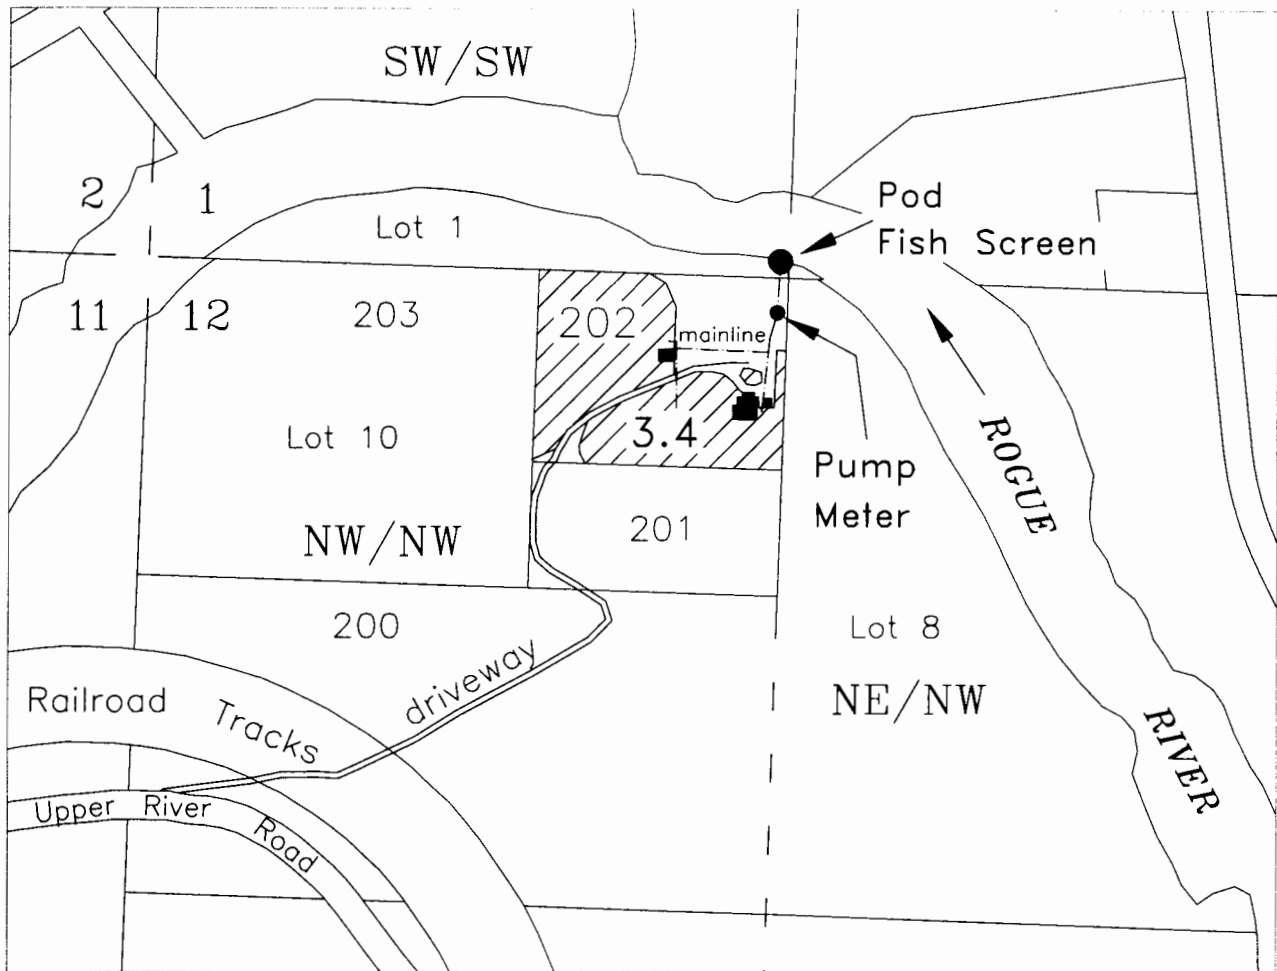 SW/SW
2
1
Pod
Fish Screen
Lot 1
11
12
203
202
mainline
Lot 10
3.4
ROGUE
Pump
Meter
NW/NW
201
200
Lot 8
driveway
NE/NW
Railroad Tracks
RIVER
Upper River Road